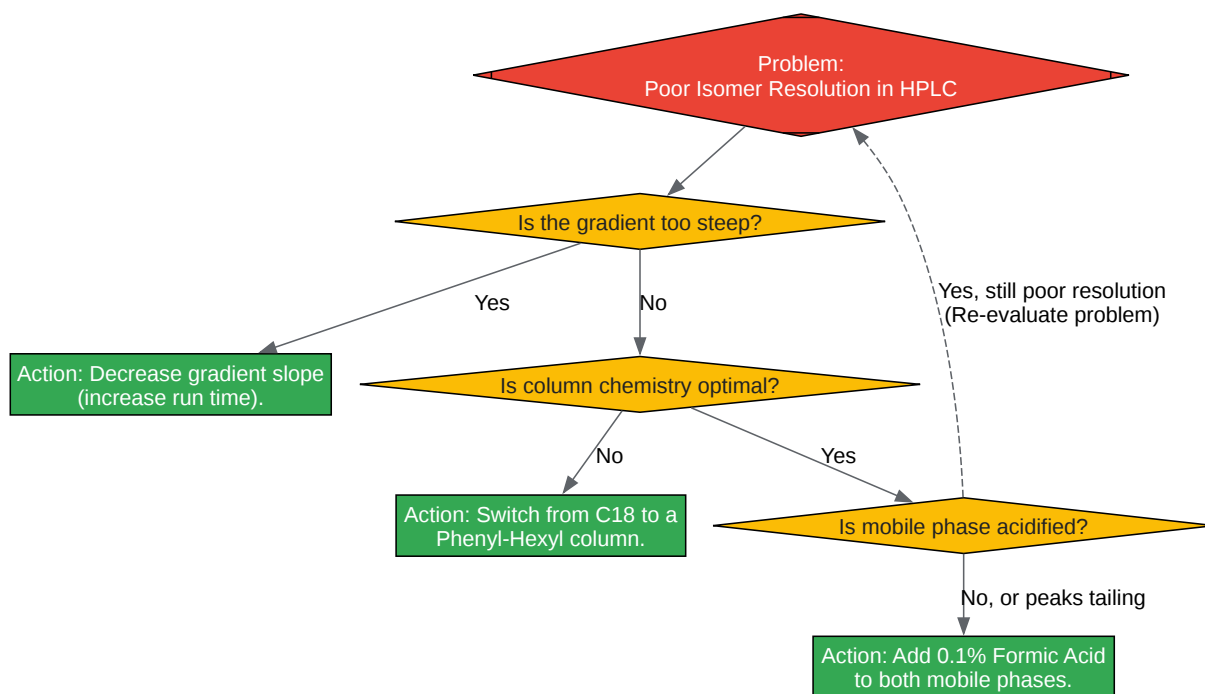 Problem:
Poor Isomer Resolution in HPLC
Is the gradient too steep?
Yes, still poor resolution
(Re-evaluate problem)
Yes
No
Action: Decrease gradient slope
(increase run time).
Is column chemistry optimal?
No
Yes
Action: Switch from C18 to a
Phenyl-Hexyl column.
Is mobile phase acidified?
No, or peaks tailing
Action: Add 0.1% Formic Acid
to both mobile phases.